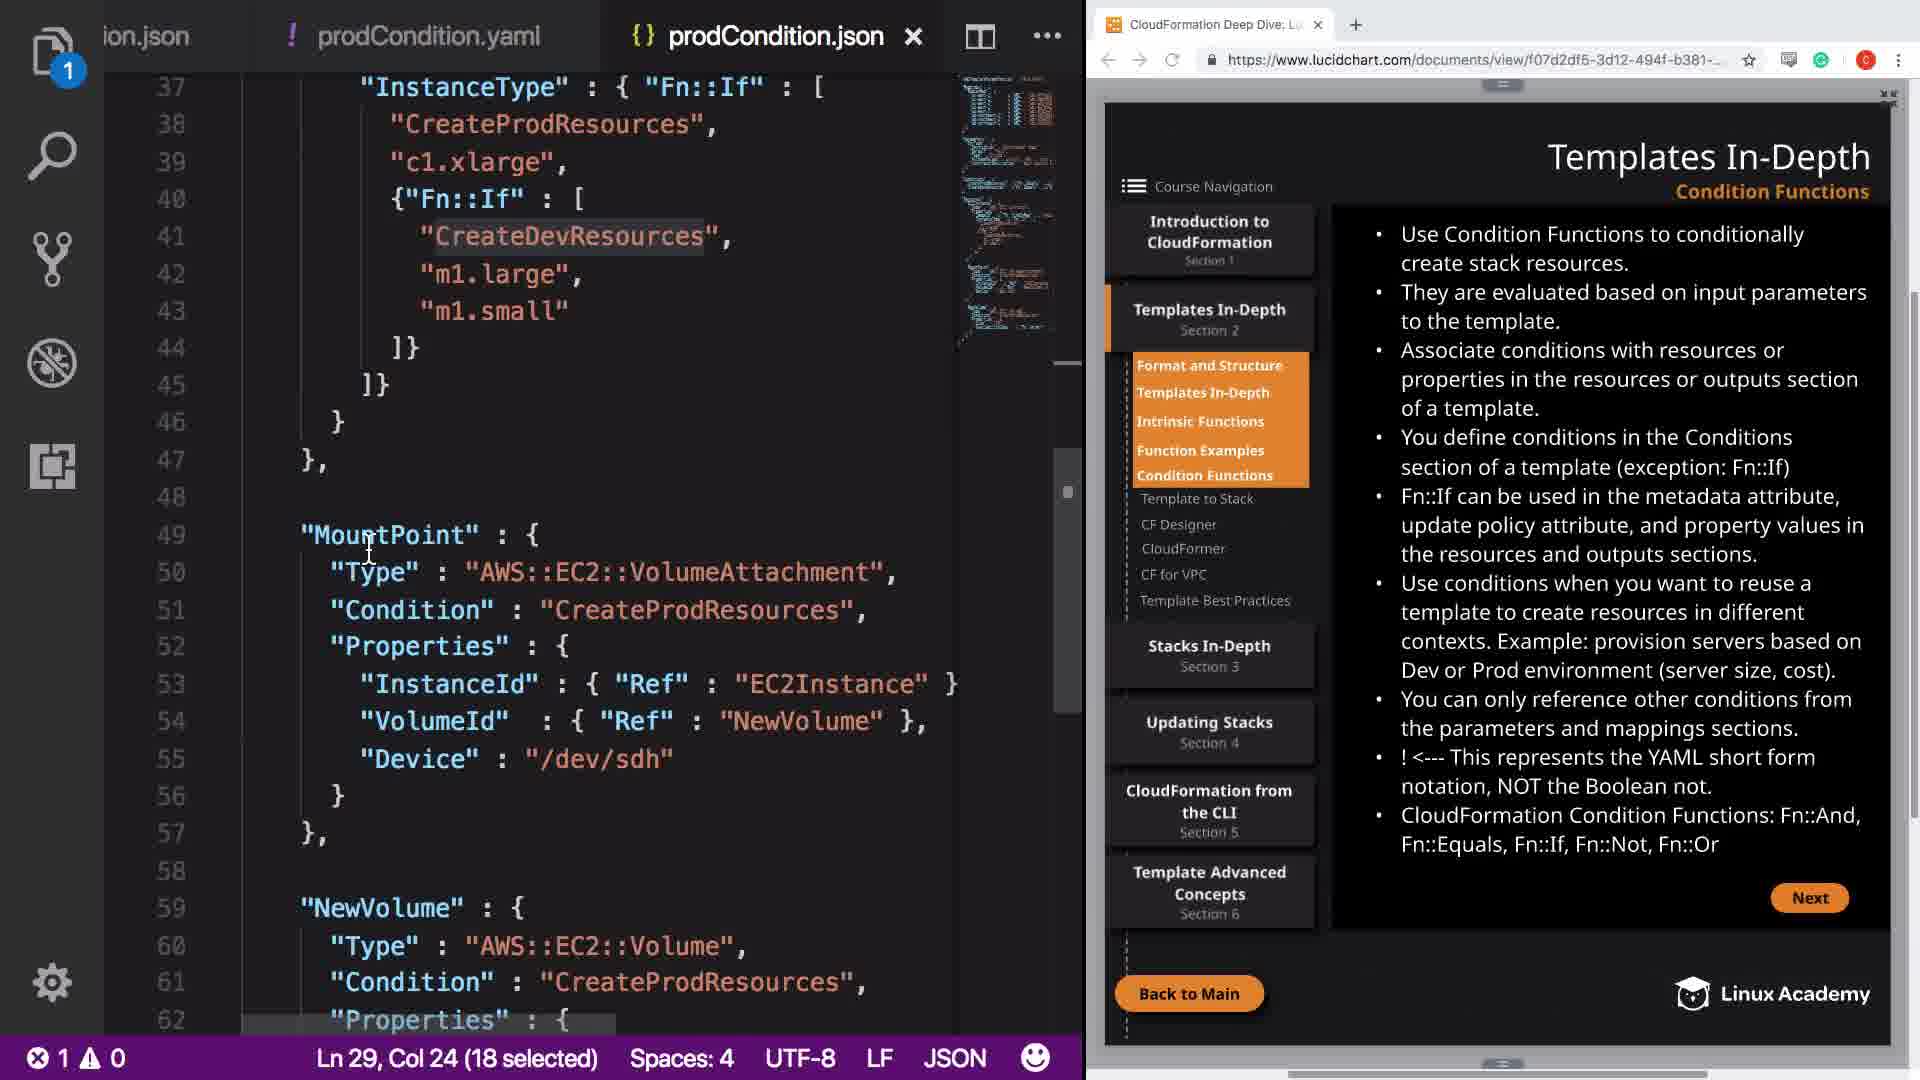 ion.json
! prodCondition.yaml
{} prodCondition.json
1
37 "InstanceType" : { "Fn::If" : [
38 "CreateProdResources",
39 "c1.xlarge",
40 {"Fn::If" : [
41 "CreateDevResources",
42 "m1.large",
43 "m1.small"
44 ]}
45 ]}
46 }
47 },
48
49 "MountPoint" : {
50 "Type" : "AWS::EC2::VolumeAttachment",
51 "Condition" : "CreateProdResources",
52 "Properties" : {
53 "InstanceId" : { "Ref" : "EC2Instance" }
54 "VolumeId" : { "Ref" : "NewVolume" },
55 "Device" : "/dev/sdh"
56 }
57 },
58
59 "NewVolume" : {
60 "Type" : "AWS::EC2::Volume",
61 "Condition" : "CreateProdResources",
62 "Properties" : {
1 0
Ln 29, Col 24 (18 selected)
Spaces: 4
UTF-8
LF
JSON
CloudFormation Deep Dive: Lu
https://www.lucidchart.com/documents/view/f07d2df5-3d12-494f-b381-...
C
Templates In-Depth
Condition Functions
Course Navigation
Introduction to
CloudFormation
Section 1
Templates In-Depth
Section 2
Format and Structure
Templates In-Depth
Intrinsic Functions
Function Examples
Condition Functions
Template to Stack
CF Designer
CloudFormer
CF for VPC
Template Best Practices
Stacks In-Depth
Section 3
Updating Stacks
Section 4
CloudFormation from
the CLI
Section 5
Template Advanced
Concepts
Section 6
Back to Main
• Use Condition Functions to conditionally
create stack resources.
• They are evaluated based on input parameters
to the template.
• Associate conditions with resources or
properties in the resources or outputs section
of a template.
• You define conditions in the Conditions
section of a template (exception: Fn::If)
• Fn::If can be used in the metadata attribute,
update policy attribute, and property values in
the resources and outputs sections.
• Use conditions when you want to reuse a
template to create resources in different
contexts. Example: provision servers based on
Dev or Prod environment (server size, cost).
• You can only reference other conditions from
the parameters and mappings sections.
• ! <--- This represents the YAML short form
notation, NOT the Boolean not.
• CloudFormation Condition Functions: Fn::And,
Fn::Equals, Fn::If, Fn::Not, Fn::Or
Next
Linux Academy